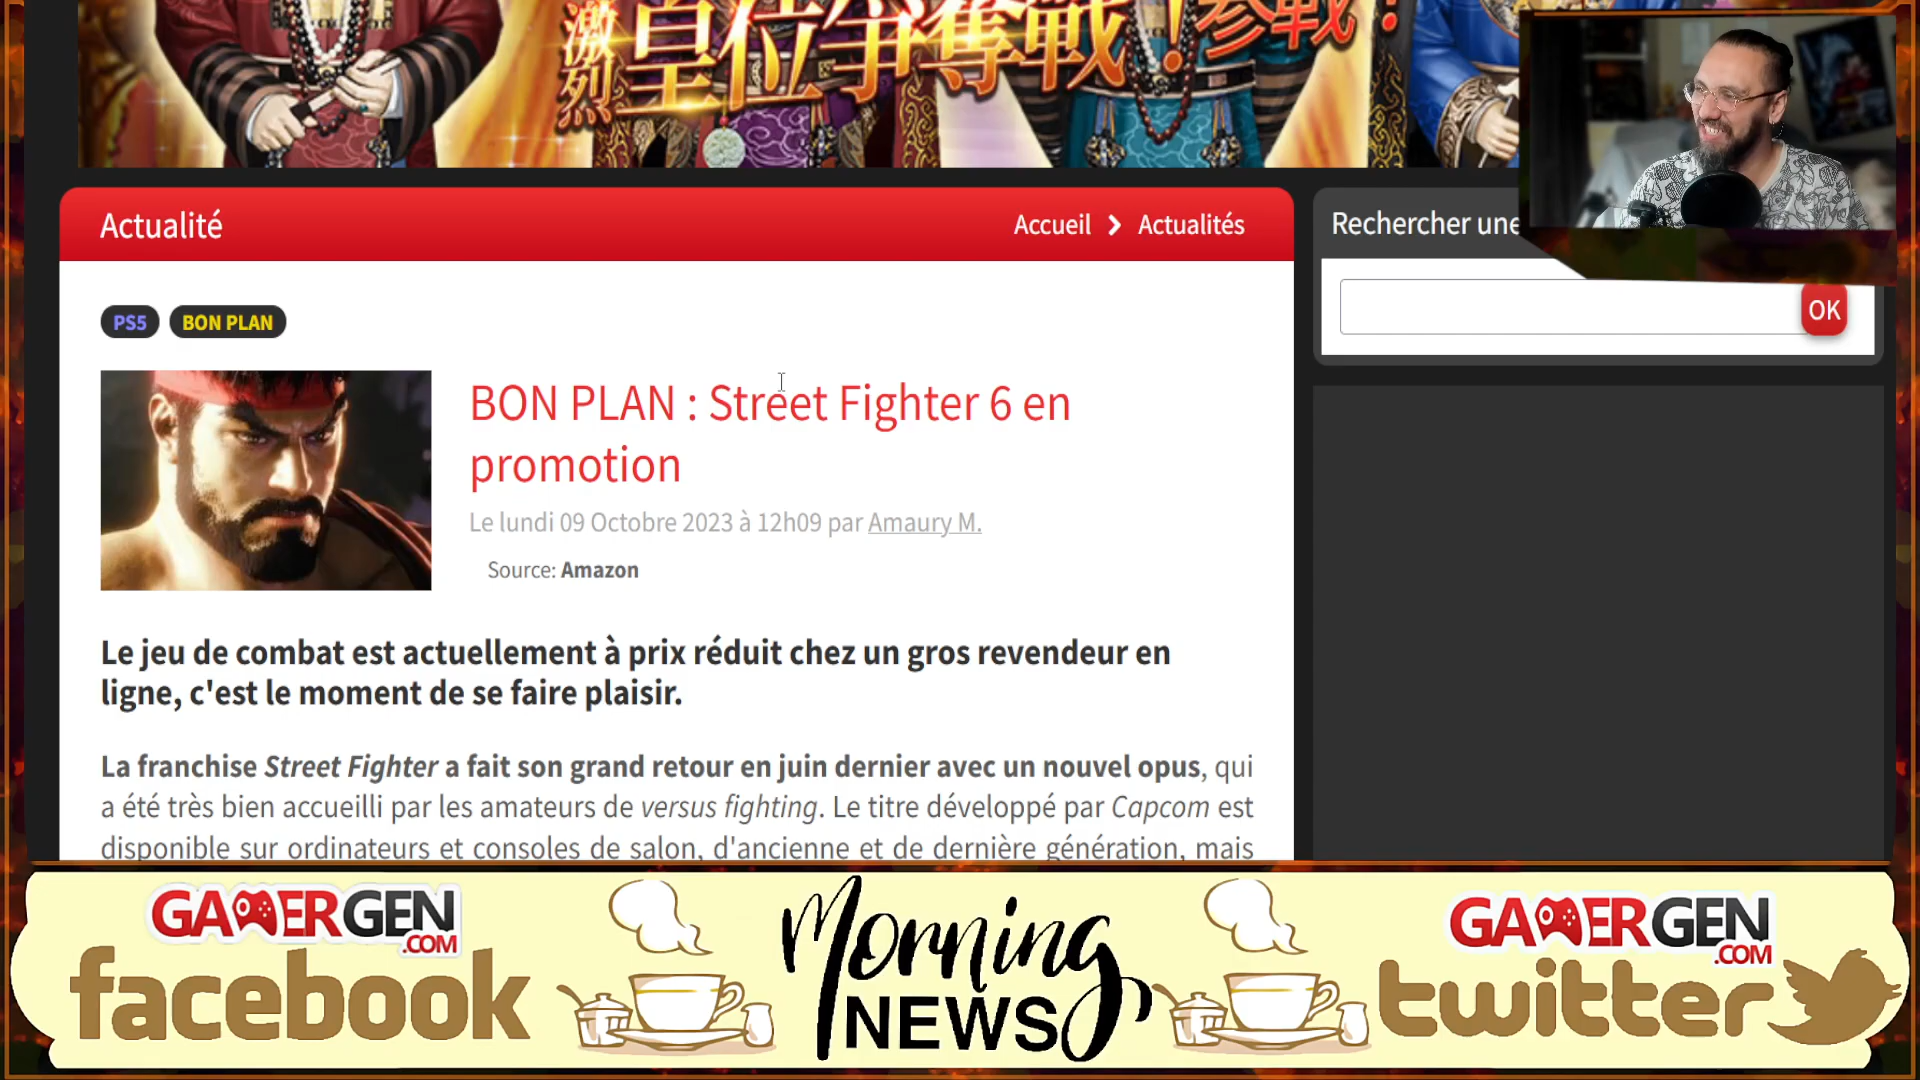 激烈皇位争奪戦！参戦！
Actualité
Accueil
Actualités
Rechercher une
OK
PS5
BON PLAN
BON PLAN : Street Fighter 6 en
promotion
Le lundi 09 Octobre 2023 à 12h09 par Amaury M.
Source: Amazon
Le jeu de combat est actuellement à prix réduit chez un gros revendeur en
ligne, c'est le moment de se faire plaisir.
La franchise Street Fighter a fait son grand retour en juin dernier avec un nouvel opus, qui
a été très bien accueilli par les amateurs de versus fighting. Le titre développé par Capcom est
disponible sur ordinateurs et consoles de salon, d'ancienne et de dernière génération, mais
GAMERGEN
.COM
facebook
Morning
NEWS
GAMERGEN
.COM
twitter